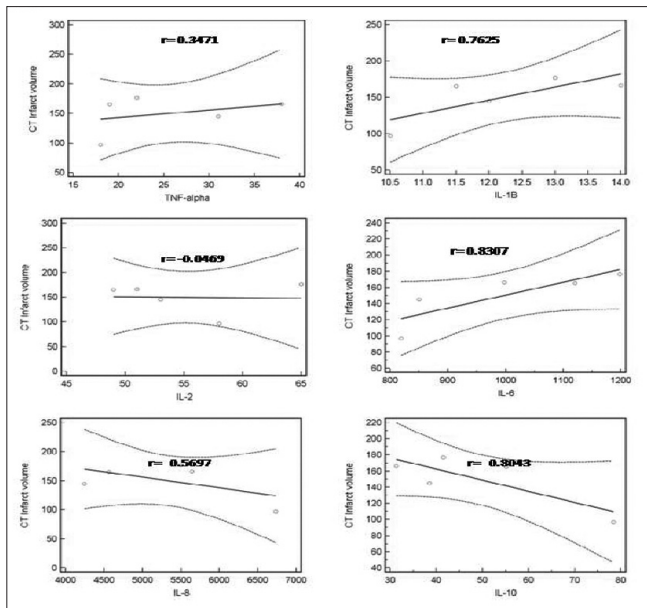 r=0.3471
CT Infarct volume
300
250
200
150
100
50
15 20 25 30 35 40
TNF-alpha
r=0.7625
CT Infarct volume
250
200
150
100
50
10.5 11.0 11.5 12.0 12.5 13.0 13.5 14.0
IL-1B
r=-0.0469
CT Infarct volume
300
250
200
150
100
50
0
45 50 55 60 65
IL-2
r=0.8307
CT Infarct volume
240
220
200
180
160
140
120
100
80
60
800 900 1000 1100 1200
IL-6
r= 0.5697
CT Infarct volume
250
200
150
100
50
0
4000 4500 5000 5500 6000 6500 7000
IL-8
r= 0.8043
CT Infarct volume
220
200
180
160
140
120
100
80
60
40
30 40 50 60 70 80
IL-10